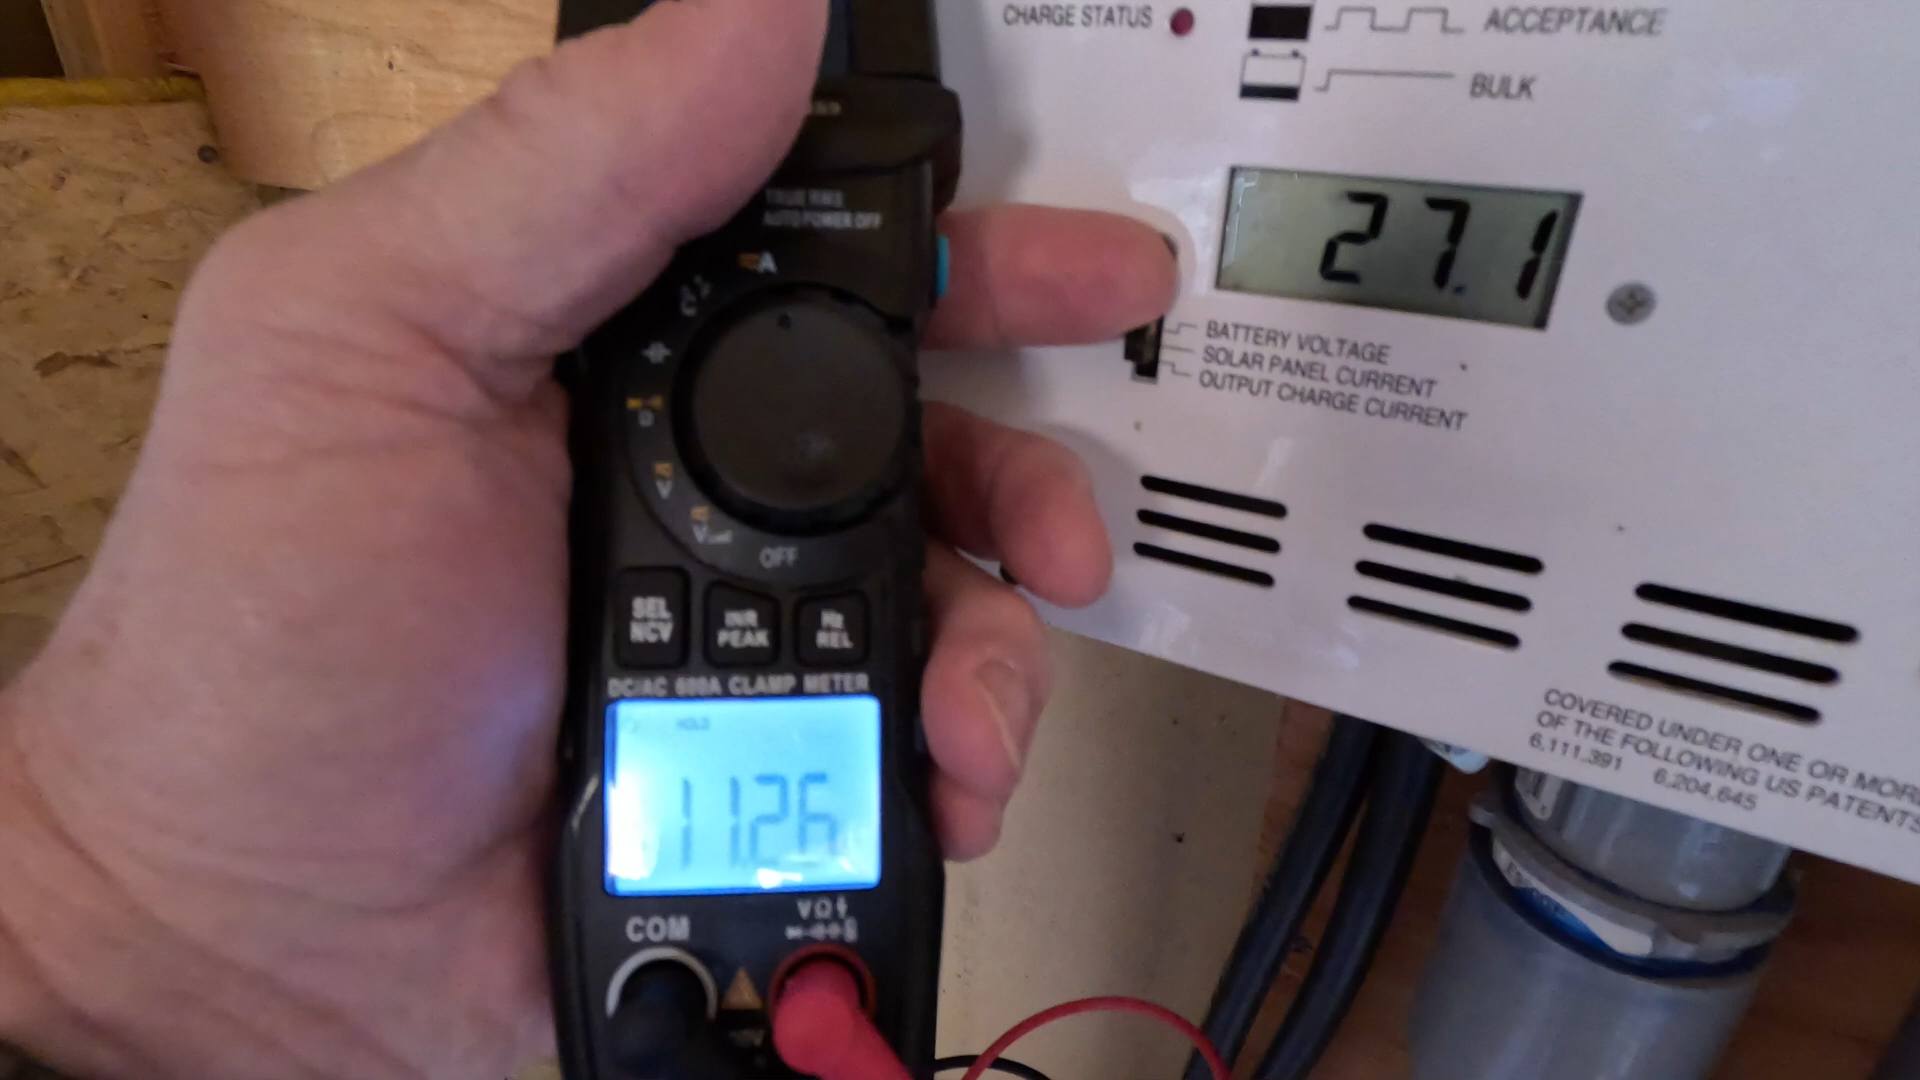 CHARGE STATUS
ACCEPTANCE
BULK
27.1
BATTERY VOLTAGE
SOLAR PANEL CURRENT
OUTPUT CHARGE CURRENT
TRUE RMS
AUTO POWER OFF
A
V
V
OFF
SEL
NCV
INR
PEAK
Hz
REL
DC/AC 600A CLAMP METER
HOLD
112.6
COM
VΩ
COVERED UNDER ONE OR MORE
OF THE FOLLOWING US PATENTS
6,111,391 6,204,645